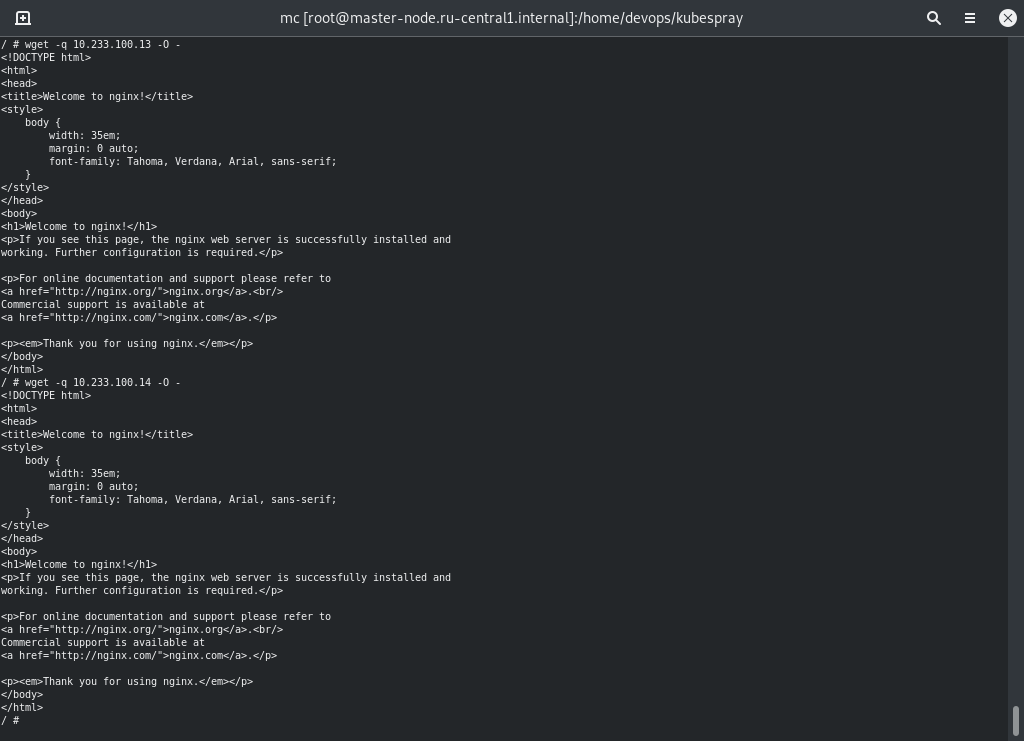 mc [root@master-node.ru-central1.internal]:/home/devops/kubespray
/ # wget -q 10.233.100.13 -O -
<!DOCTYPE html>
<html>
<head>
<title>Welcome to nginx!</title>
<style>
    body {
        width: 35em;
        margin: 0 auto;
        font-family: Tahoma, Verdana, Arial, sans-serif;
    }
</style>
</head>
<body>
<h1>Welcome to nginx!</h1>
<p>If you see this page, the nginx web server is successfully installed and
working. Further configuration is required.</p>

<p>For online documentation and support please refer to
<a href="http://nginx.org/">nginx.org</a>.<br/>
Commercial support is available at
<a href="http://nginx.com/">nginx.com</a>.</p>

<p><em>Thank you for using nginx.</em></p>
</body>
</html>
/ # wget -q 10.233.100.14 -O -
<!DOCTYPE html>
<html>
<head>
<title>Welcome to nginx!</title>
<style>
    body {
        width: 35em;
        margin: 0 auto;
        font-family: Tahoma, Verdana, Arial, sans-serif;
    }
</style>
</head>
<body>
<h1>Welcome to nginx!</h1>
<p>If you see this page, the nginx web server is successfully installed and
working. Further configuration is required.</p>

<p>For online documentation and support please refer to
<a href="http://nginx.org/">nginx.org</a>.<br/>
Commercial support is available at
<a href="http://nginx.com/">nginx.com</a>.</p>

<p><em>Thank you for using nginx.</em></p>
</body>
</html>
/ #